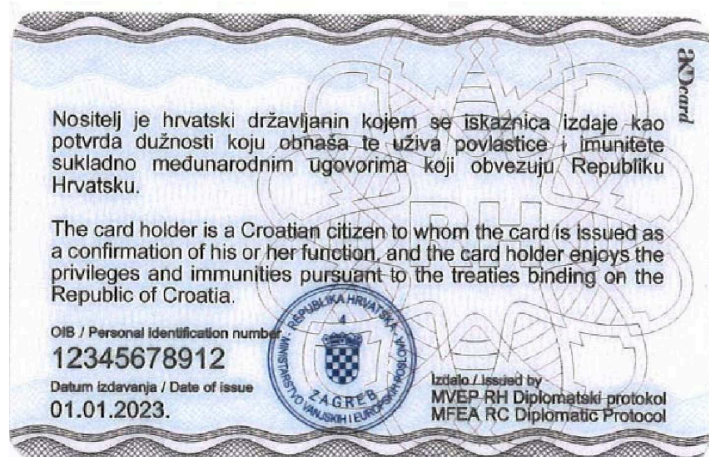 akd card
Nositelj je hrvatski državljanin kojem se iskaznica izdaje kao
potvrda dužnosti koju obnaša te uživa povlastice i imunitete
sukladno međunarodnim ugovorima koji obvezuju Republiku
Hrvatsku.
The card holder is a Croatian citizen to whom the card is issued as
a confirmation of his or her function, and the card holder enjoys the
privileges and immunities pursuant to the treaties binding on the
Republic of Croatia.
RH
OIB / Personal identification number
12345678912
Datum izdavanja / Date of issue
01.01.2023.
REPUBLIKA HRVATSKA
4
MINISTARSTVO VANJSKIH I EUROPSKIH POSLOVA
ZAGREB
Izdalo / Issued by
MVEP RH Diplomatski protokol
MFEA RC Diplomatic Protocol